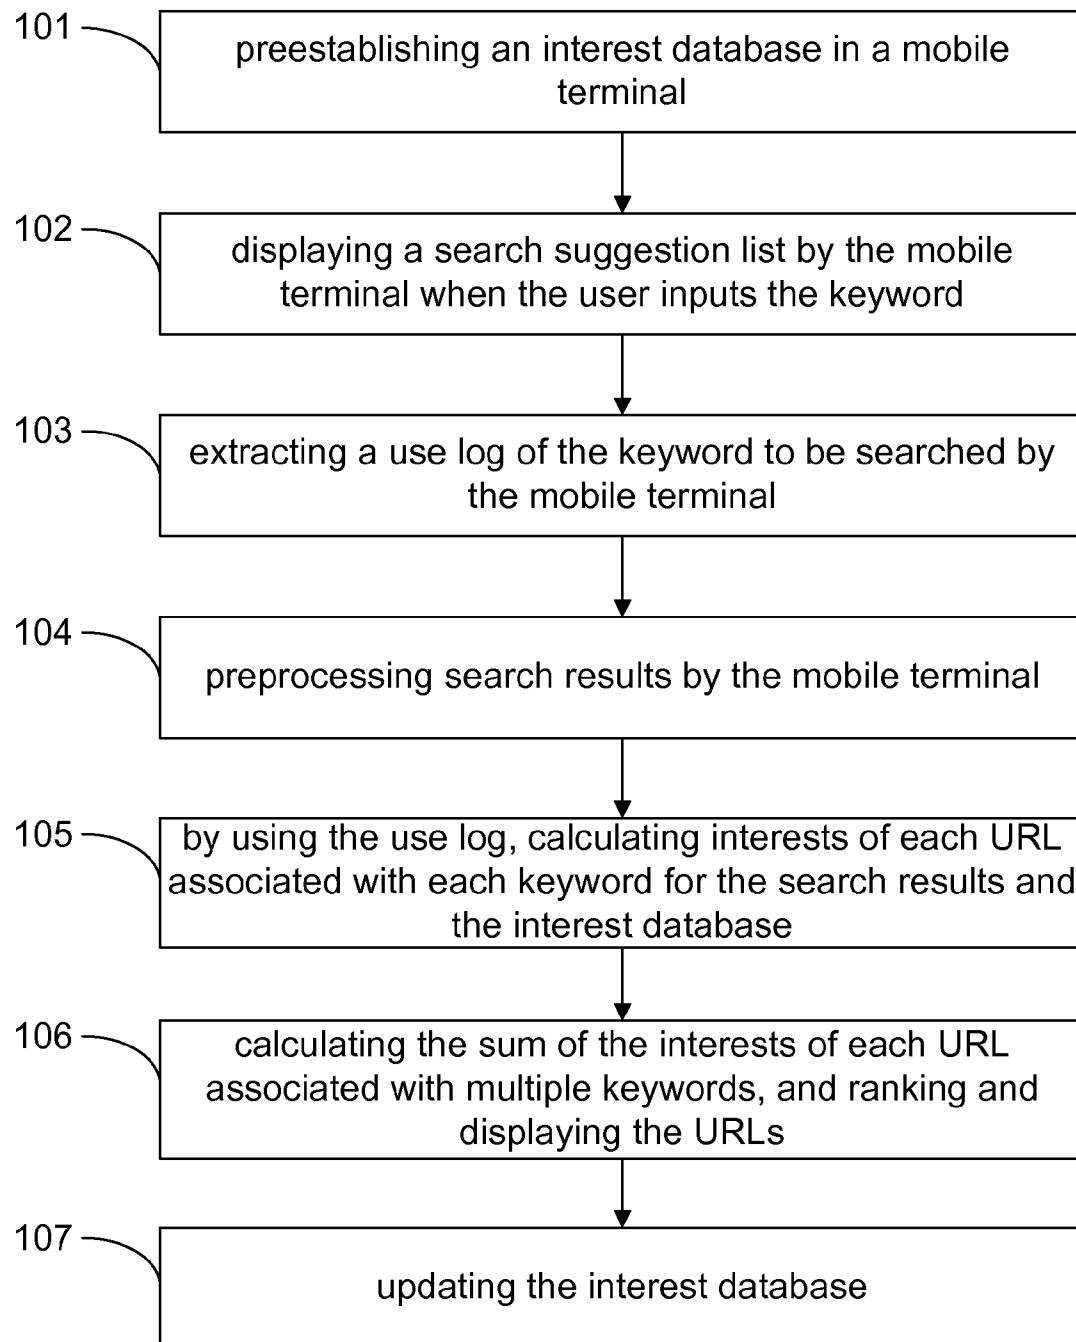 101
preestablishing an interest database in a mobile
terminal
102
displaying a search suggestion list by the mobile
terminal when the user inputs the keyword
103
extracting a use log of the keyword to be searched by
the mobile terminal
104
preprocessing search results by the mobile terminal
105
by using the use log, calculating interests of each URL
associated with each keyword for the search results and
the interest database
106
calculating the sum of the interests of each URL
associated with multiple keywords, and ranking and
displaying the URLs
107
updating the interest database